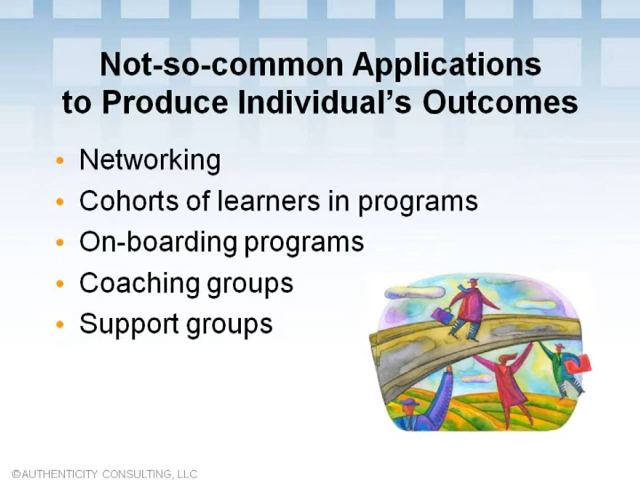 Not-so-common Applications
to Produce Individual's Outcomes
• Networking
• Cohorts of learners in programs
• On-boarding programs
• Coaching groups
• Support groups
©AUTHENTICITY CONSULTING, LLC